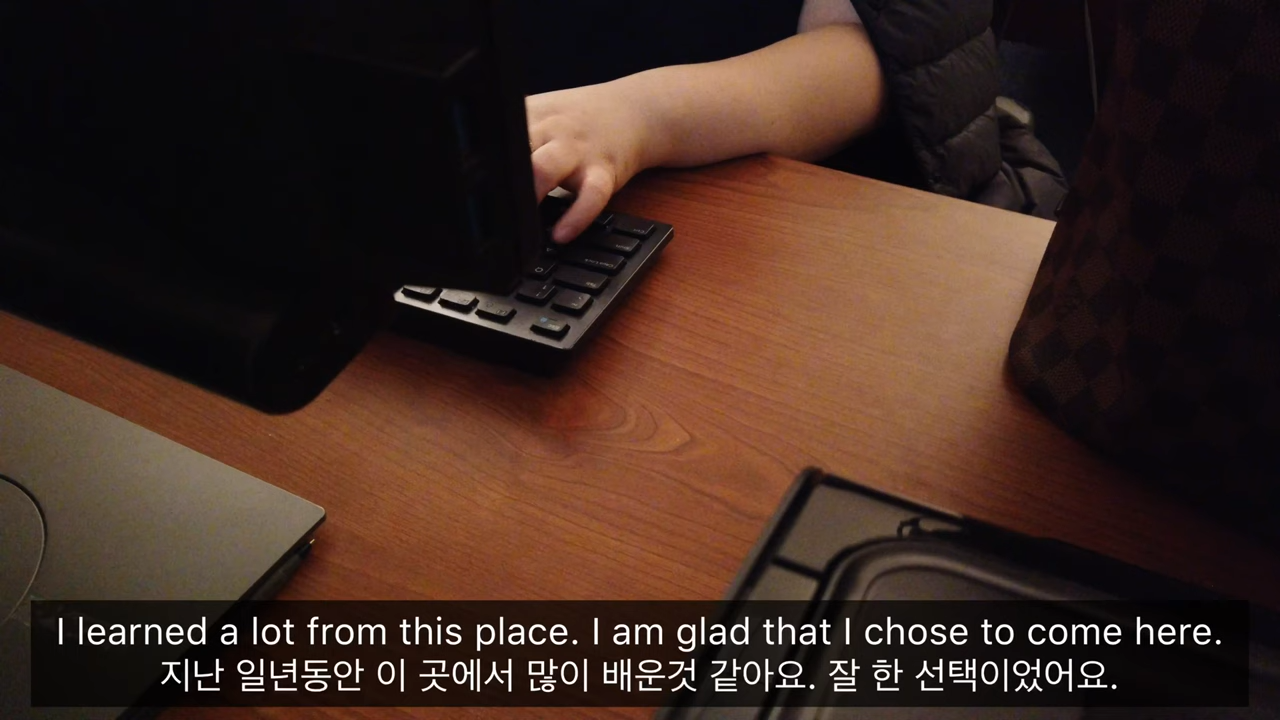 I learned a lot from this place. I am glad that I chose to come here.
지난 일년동안 이 곳에서 많이 배운것 같아요. 잘 한 선택이었어요.